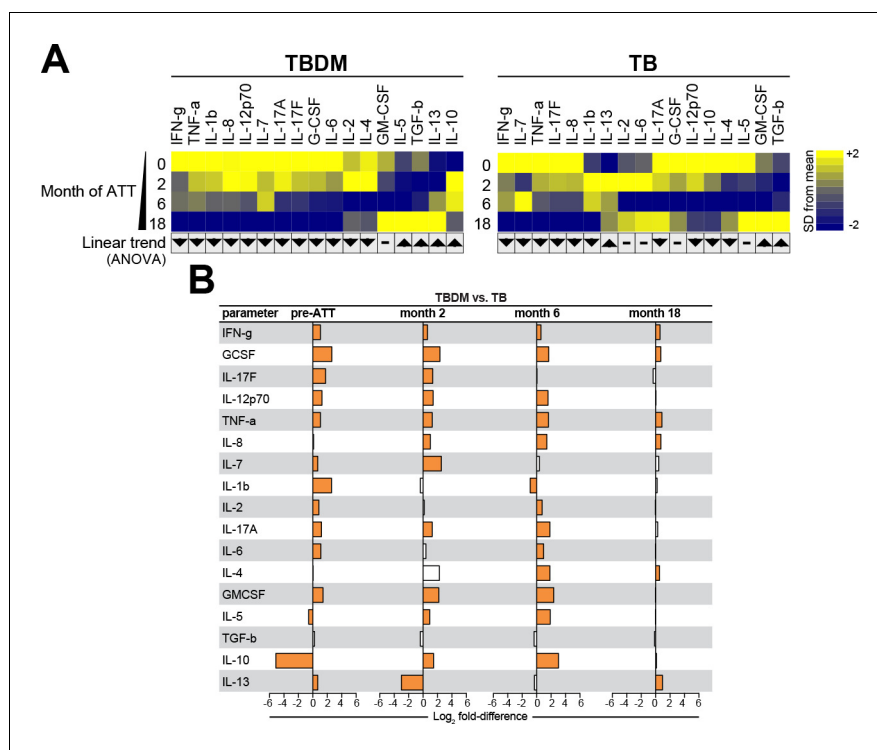 A
TBDM
TB
IFN-g TNF-a IL-1b IL-8 IL-12p70 IL-7 IL-17A IL-17F G-CSF IL-6 IL-2 IL-4 GM-CSF IL-5 TGF-b IL-13 IL-10
IFN-g IL-7 TNF-a IL-17F IL-8 IL-1b IL-13 IL-2 IL-6 IL-17A G-CSF IL-12p70 IL-10 IL-4 IL-5 GM-CSF TGF-b
Month of ATT
0
2
6
18
Linear trend
(ANOVA)
0
2
6
18
+2
SD from mean
-2
B
TBDM vs. TB
parameter pre-ATT month 2 month 6 month 18
IFN-g
GCSF
IL-17F
IL-12p70
TNF-a
IL-8
IL-7
IL-1b
IL-2
IL-17A
IL-6
IL-4
GMCSF
IL-5
TGF-b
IL-10
IL-13
-6 -4 -2 0 2 4 6 -6 -4 -2 0 2 4 6 -6 -4 -2 0 2 4 6 -6 -4 -2 0 2 4 6
Log2 fold-difference